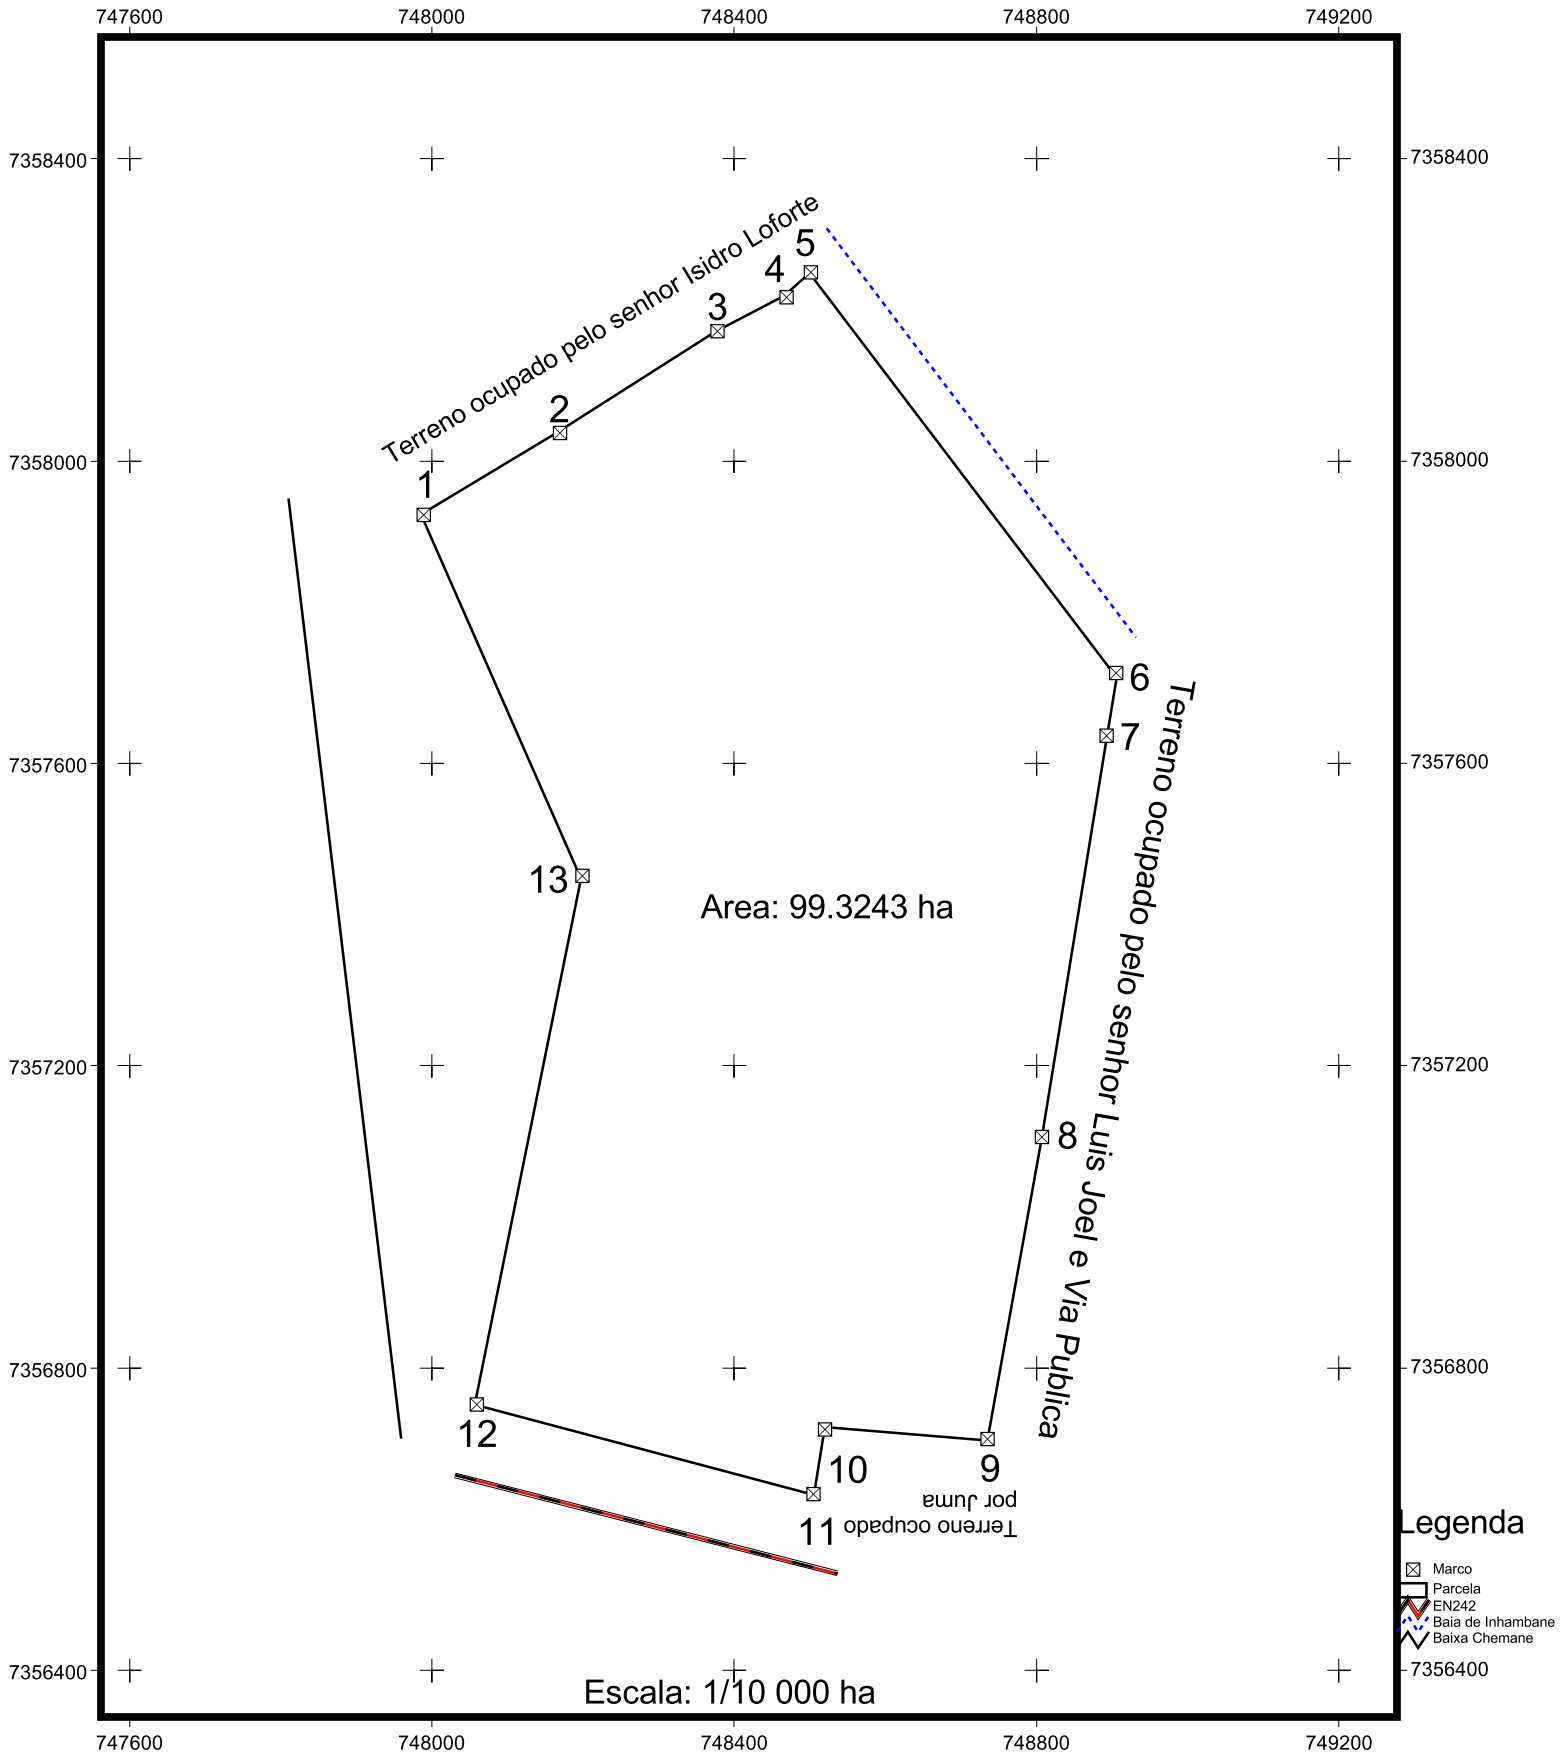 747600 748000 748400 748800 749200
7358400 7358400
Terreno ocupado pelo senhor Isidro Loforte
5
4
3
2
7358000 7358000
1
6
7
Terreno ocupado pelo senhor Luis Joel e Via Publica
7357600 7357600
13
Area: 99.3243 ha
7357200 7357200
8
7356800 7356800
12
10
9
11
Terreno ocupado
por Juma
Legenda
Marco
Parcela
EN242
Baia de Inhambane
Baixa Chemane
7356400 7356400
Escala: 1/10 000 ha
747600 748000 748400 748800 749200